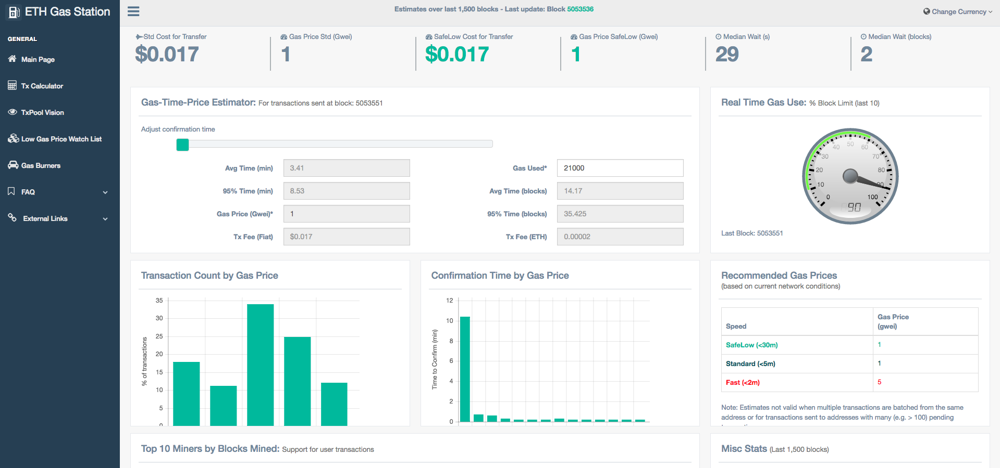 ETH Gas Station
Estimates over last 1,500 blocks - Last update: Block 5053536
Change Currency
GENERAL
Main Page
Tx Calculator
TxPool Vision
Low Gas Price Watch List
Gas Burners
FAQ
External Links
Std Cost for Transfer
$0.017
Gas Price Std (Gwei)
1
SafeLow Cost for Transfer
$0.017
Gas Price SafeLow (Gwei)
1
Median Wait (s)
29
Median Wait (blocks)
2
Gas-Time-Price Estimator: For transactions sent at block: 5053551
Adjust confirmation time
Avg Time (min) 3.41
Gas Used* 21000
95% Time (min) 8.53
Avg Time (blocks) 14.17
Gas Price (Gwei)* 1
95% Time (blocks) 35.425
Tx Fee (Fiat) $0.017
Tx Fee (ETH) 0.00002
Real Time Gas Use: % Block Limit (last 10)
0
10
20
30
40
50
60
70
80
90
100
90
Last Block: 5053551
Transaction Count by Gas Price
35
30
25
20
15
10
5
0
% of transactions
Confirmation Time by Gas Price
12
10
8
6
4
2
0
Time to Confirm (min)
Recommended Gas Prices
(based on current network conditions)
Speed
Gas Price
(gwei)
SafeLow (<30m) 1
Standard (<5m) 1
Fast (<2m) 5
Note: Estimates not valid when multiple transactions are batched from the same
address or for transactions sent to addresses with many (e.g. > 100) pending
Top 10 Miners by Blocks Mined: Support for user transactions
Misc Stats (Last 1,500 blocks)